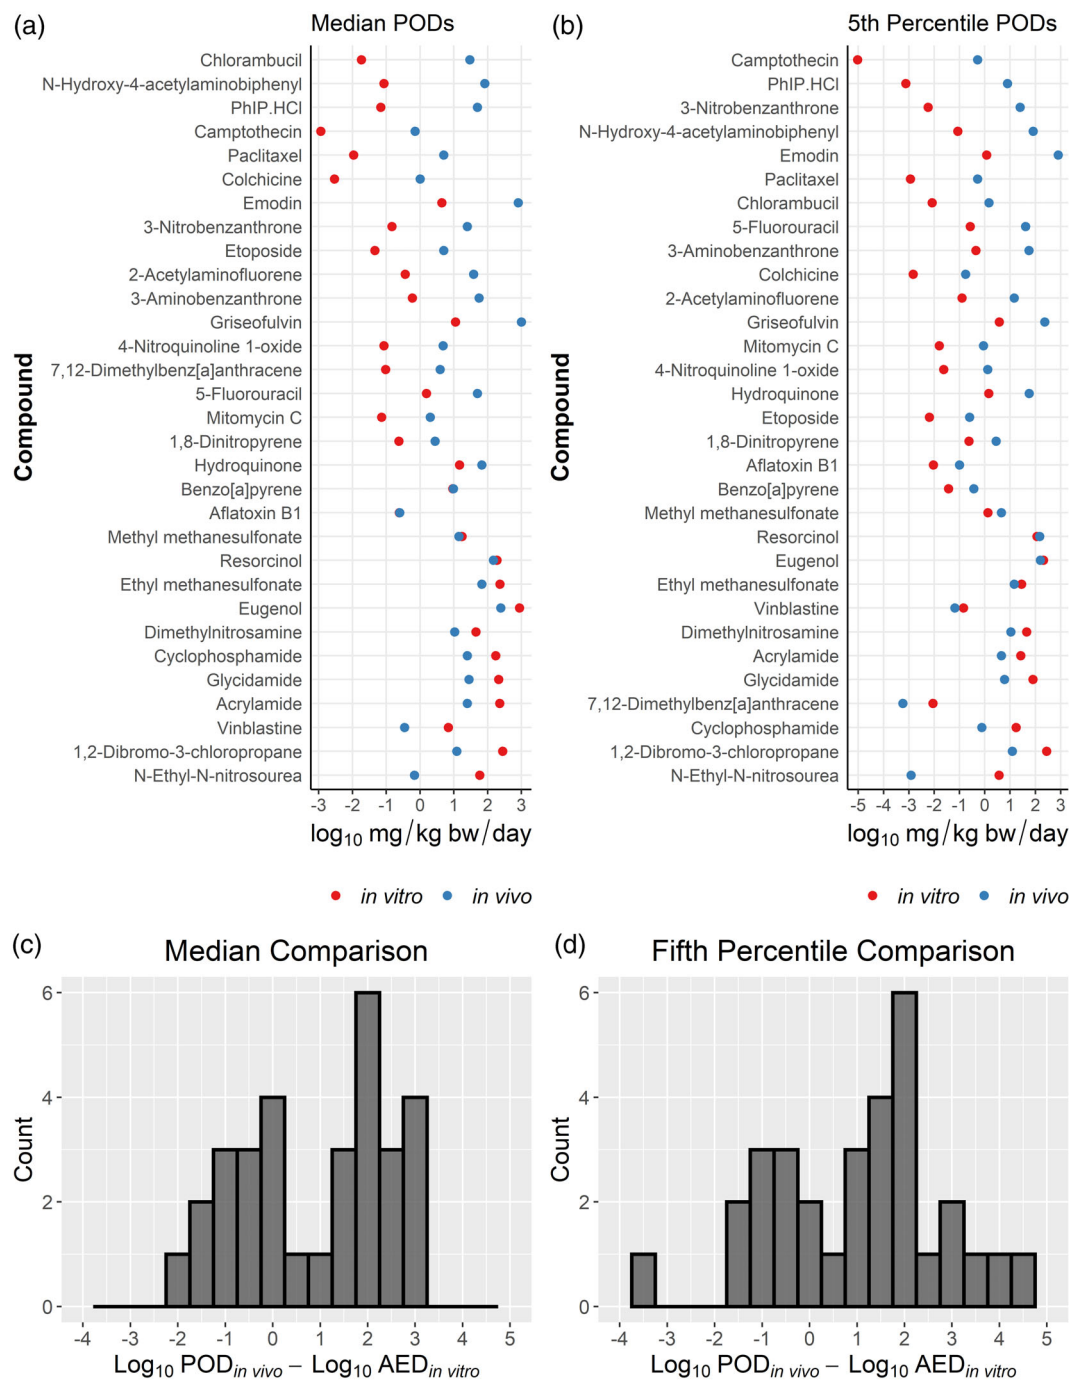 (a) Median PODs
Chlorambucil
N-Hydroxy-4-acetylaminobiphenyl
PhIP.HCl
Camptothecin
Paclitaxel
Colchicine
Emodin
3-Nitrobenzanthrone
Etoposide
2-Acetylaminofluorene
3-Aminobenzanthrone
Griseofulvin
4-Nitroquinoline 1-oxide
7,12-Dimethylbenz[a]anthracene
5-Fluorouracil
Mitomycin C
1,8-Dinitropyrene
Hydroquinone
Benzo[a]pyrene
Aflatoxin B1
Methyl methanesulfonate
Resorcinol
Ethyl methanesulfonate
Eugenol
Dimethylnitrosamine
Cyclophosphamide
Glycidamide
Acrylamide
Vinblastine
1,2-Dibromo-3-chloropropane
N-Ethyl-N-nitrosourea
Compound
-3 -2 -1 0 1 2 3
log10 mg/kg bw/day
in vitro in vivo
(b) 5th Percentile PODs
Camptothecin
PhIP.HCl
3-Nitrobenzanthrone
N-Hydroxy-4-acetylaminobiphenyl
Emodin
Paclitaxel
Chlorambucil
5-Fluorouracil
3-Aminobenzanthrone
Colchicine
2-Acetylaminofluorene
Griseofulvin
Mitomycin C
4-Nitroquinoline 1-oxide
Hydroquinone
Etoposide
1,8-Dinitropyrene
Aflatoxin B1
Benzo[a]pyrene
Methyl methanesulfonate
Resorcinol
Eugenol
Ethyl methanesulfonate
Vinblastine
Dimethylnitrosamine
Acrylamide
Glycidamide
7,12-Dimethylbenz[a]anthracene
Cyclophosphamide
1,2-Dibromo-3-chloropropane
N-Ethyl-N-nitrosourea
Compound
-5 -4 -3 -2 -1 0 1 2 3
log10 mg/kg bw/day
in vitro in vivo
(c) Median Comparison
6
4
2
0
Count
-4 -3 -2 -1 0 1 2 3 4 5
Log10 PODin vivo − Log10 AEDin vitro
(d) Fifth Percentile Comparison
6
4
2
0
Count
-4 -3 -2 -1 0 1 2 3 4 5
Log10 PODin vivo − Log10 AEDin vitro